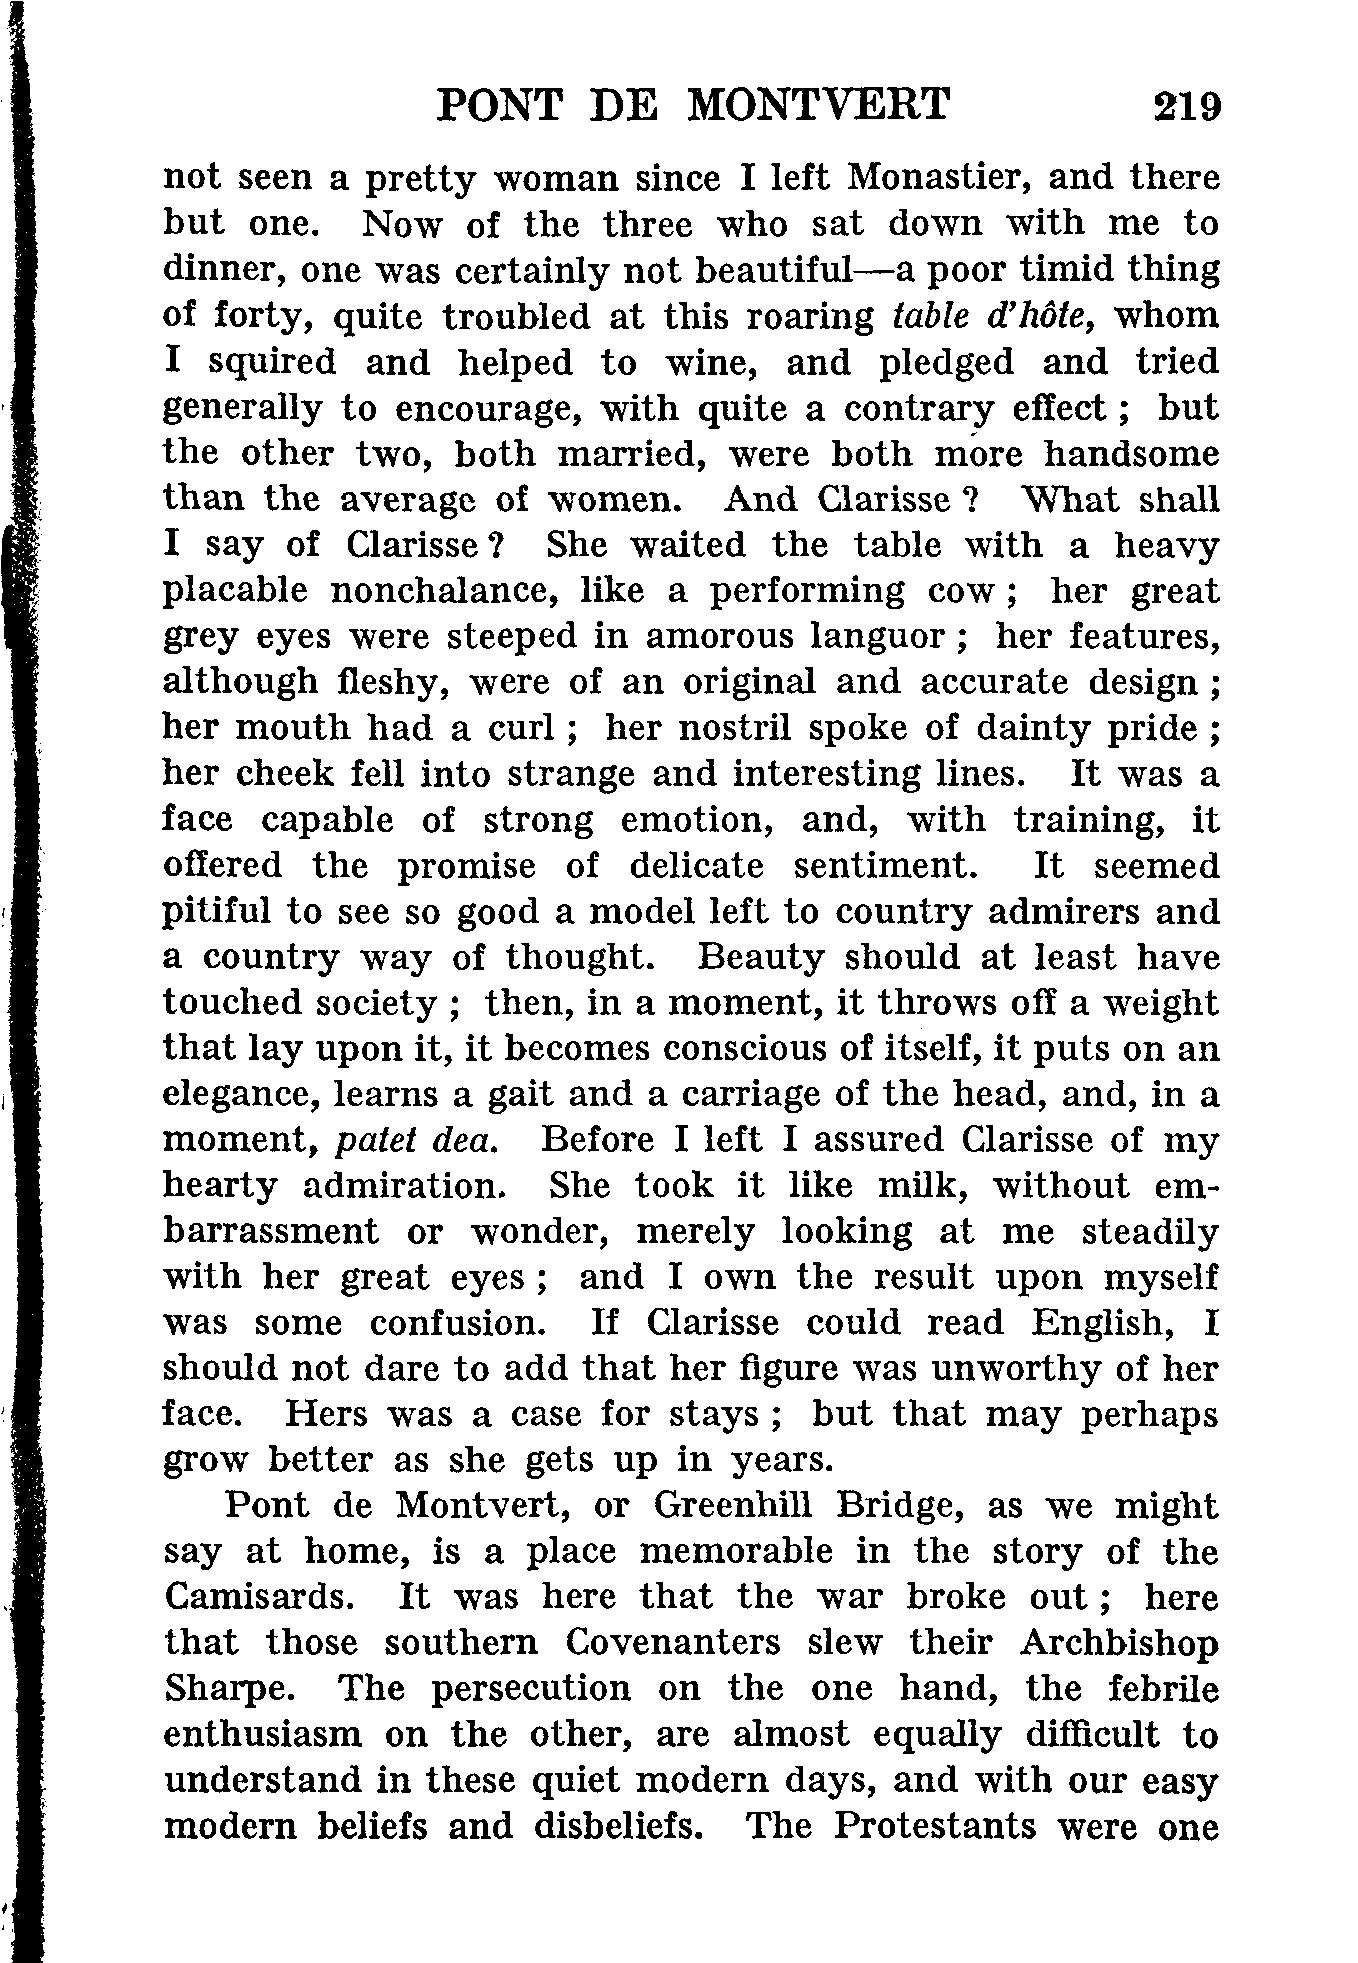 PONT DE MONTVERT 219
not seen a pretty woman since I left Monastier, and there
but one. Now of the three who sat down with me to
dinner, one was certainly not beautiful—a poor timid thing
of forty, quite troubled at this roaring table d'hôte, whom
I squired and helped to wine, and pledged and tried
generally to encourage, with quite a contrary effect ; but
the other two, both married, were both more handsome
than the average of women. And Clarisse ? What shall
I say of Clarisse ? She waited the table with a heavy
placable nonchalance, like a performing cow ; her great
grey eyes were steeped in amorous languor ; her features,
although fleshy, were of an original and accurate design ;
her mouth had a curl ; her nostril spoke of dainty pride ;
her cheek fell into strange and interesting lines. It was a
face capable of strong emotion, and, with training, it
offered the promise of delicate sentiment. It seemed
pitiful to see so good a model left to country admirers and
a country way of thought. Beauty should at least have
touched society ; then, in a moment, it throws off a weight
that lay upon it, it becomes conscious of itself, it puts on an
elegance, learns a gait and a carriage of the head, and, in a
moment, patet dea. Before I left I assured Clarisse of my
hearty admiration. She took it like milk, without em-
barrassment or wonder, merely looking at me steadily
with her great eyes ; and I own the result upon myself
was some confusion. If Clarisse could read English, I
should not dare to add that her figure was unworthy of her
face. Hers was a case for stays ; but that may perhaps
grow better as she gets up in years.
Pont de Montvert, or Greenhill Bridge, as we might
say at home, is a place memorable in the story of the
Camisards. It was here that the war broke out ; here
that those southern Covenanters slew their Archbishop
Sharpe. The persecution on the one hand, the febrile
enthusiasm on the other, are almost equally difficult to
understand in these quiet modern days, and with our easy
modern beliefs and disbeliefs. The Protestants were one